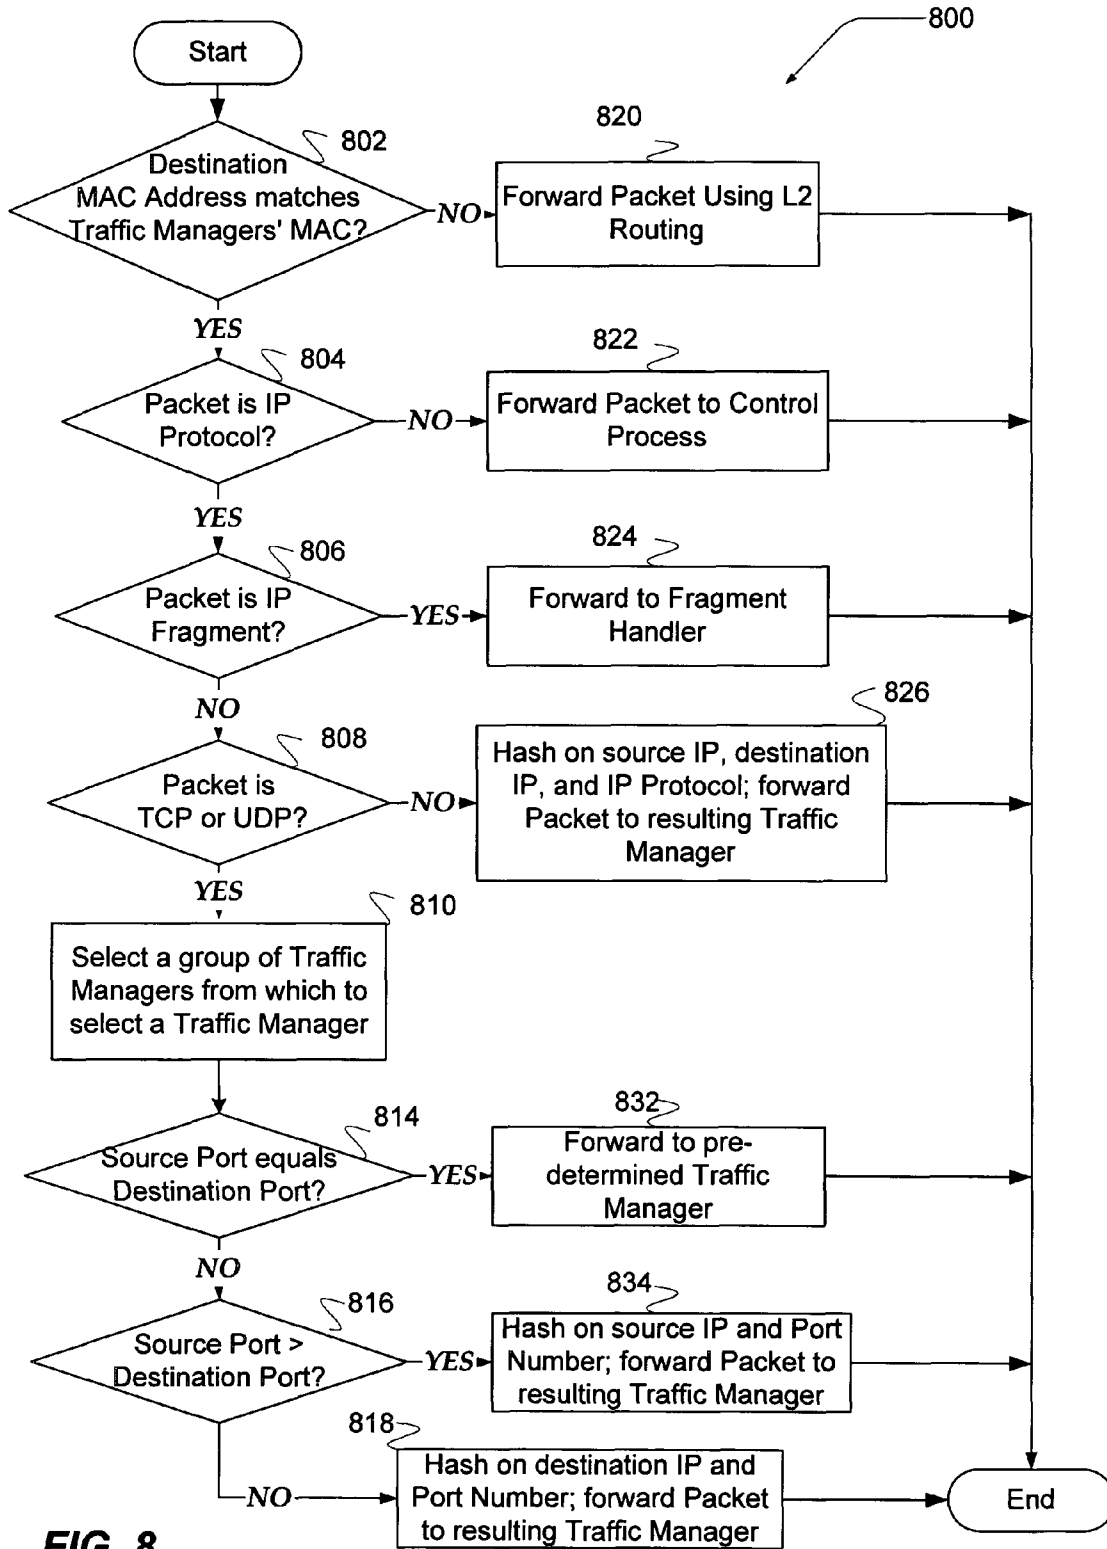 800
Start
802
Destination
MAC Address matches
Traffic Managers' MAC?
NO
820
Forward Packet Using L2
Routing
YES
804
Packet is IP
Protocol?
NO
822
Forward Packet to Control
Process
YES
806
Packet is IP
Fragment?
YES
824
Forward to Fragment
Handler
NO
808
Packet is
TCP or UDP?
NO
826
Hash on source IP, destination
IP, and IP Protocol; forward
Packet to resulting Traffic
Manager
YES
810
Select a group of Traffic
Managers from which to
select a Traffic Manager
814
Source Port equals
Destination Port?
YES
832
Forward to pre-
determined Traffic
Manager
NO
816
Source Port >
Destination Port?
YES
834
Hash on source IP and Port
Number; forward Packet to
resulting Traffic Manager
NO
818
Hash on destination IP and
Port Number; forward Packet
to resulting Traffic Manager
End
FIG. 8